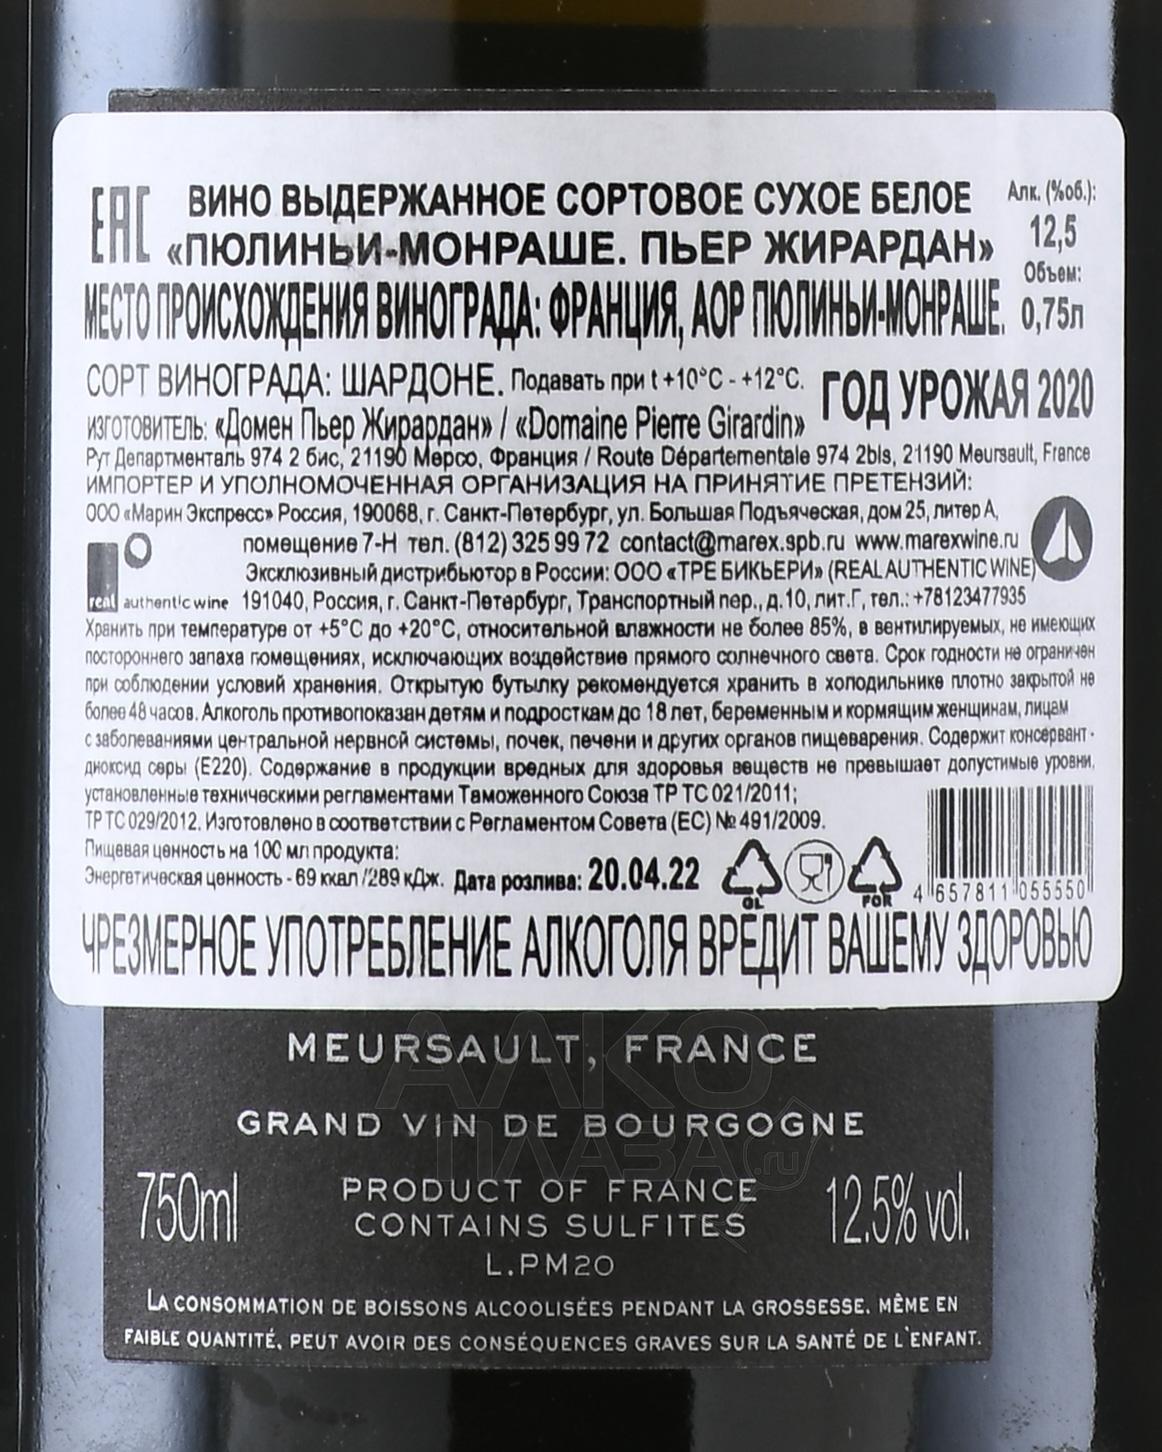 ЕАС
ВИНО ВЫДЕРЖАННОЕ СОРТОВОЕ СУХОЕ БЕЛОЕ
Алк. (%об.):
12,5
«ПЮЛИНЬИ-МОНРАШЕ. ПЬЕР ЖИРАРДАН»
Объем:
0,75л
МЕСТО ПРОИСХОЖДЕНИЯ ВИНОГРАДА: ФРАНЦИЯ, АОР ПЮЛИНЬИ-МОНРАШЕ.
СОРТ ВИНОГРАДА: ШАРДОНЕ. Подавать при t +10°C - +12°C.
ГОД УРОЖАЯ 2020
ИЗГОТОВИТЕЛЬ: «Домен Пьер Жирардан» / «Domaine Pierre Girardin»
Рут Департменталь 974 2 бис, 21190 Мерсо, Франция / Route Départementale 974 2bis, 21190 Meursault, France
ИМПОРТЕР И УПОЛНОМОЧЕННАЯ ОРГАНИЗАЦИЯ НА ПРИНЯТИЕ ПРЕТЕНЗИЙ:
ООО «Марин Экспресс» Россия, 190068, г. Санкт-Петербург, ул. Большая Подъяческая, дом 25, литер А,
помещение 7-Н тел. (812) 325 99 72 contact@marex.spb.ru www.marexwine.ru
Эксклюзивный дистрибьютор в России: ООО «ТРЕ БИКЬЕРИ» (REAL AUTHENTIC WINE)
real authentic wine
191040, Россия, г. Санкт-Петербург, Транспортный пер., д.10, лит.Г, тел.: +78123477935
Хранить при температуре от +5°C до +20°C, относительной влажности не более 85%, в вентилируемых, не имеющих
постороннего запаха помещениях, исключающих воздействие прямого солнечного света. Срок годности не ограничен
при соблюдении условий хранения. Открытую бутылку рекомендуется хранить в холодильнике плотно закрытой не
более 48 часов. Алкоголь противопоказан детям и подросткам до 18 лет, беременным и кормящим женщинам, лицам
с заболеваниями центральной нервной системы, почек, печени и других органов пищеварения. Содержит консервант -
диоксид серы (Е220). Содержание в продукции вредных для здоровья веществ не превышает допустимые уровни,
установленные техническими регламентами Таможенного Союза ТР ТС 021/2011;
ТР ТС 029/2012. Изготовлено в соответствии с Регламентом Совета (ЕС) № 491/2009.
Пищевая ценность на 100 мл продукта:
Энергетическая ценность - 69 ккал /289 кДж. Дата розлива: 20.04.22
GL
FOR
4 657811 055550
ЧРЕЗМЕРНОЕ УПОТРЕБЛЕНИЕ АЛКОГОЛЯ ВРЕДИТ ВАШЕМУ ЗДОРОВЬЮ
MEURSAULT, FRANCE
GRAND VIN DE BOURGOGNE
АЛКО
ПЛАЗА.ru
750ml
PRODUCT OF FRANCE
CONTAINS SULFITES
12.5% vol.
L.PM20
LA CONSOMMATION DE BOISSONS ALCOOLISÉES PENDANT LA GROSSESSE, MÊME EN
FAIBLE QUANTITÉ, PEUT AVOIR DES CONSÉQUENCES GRAVES SUR LA SANTÉ DE L'ENFANT.